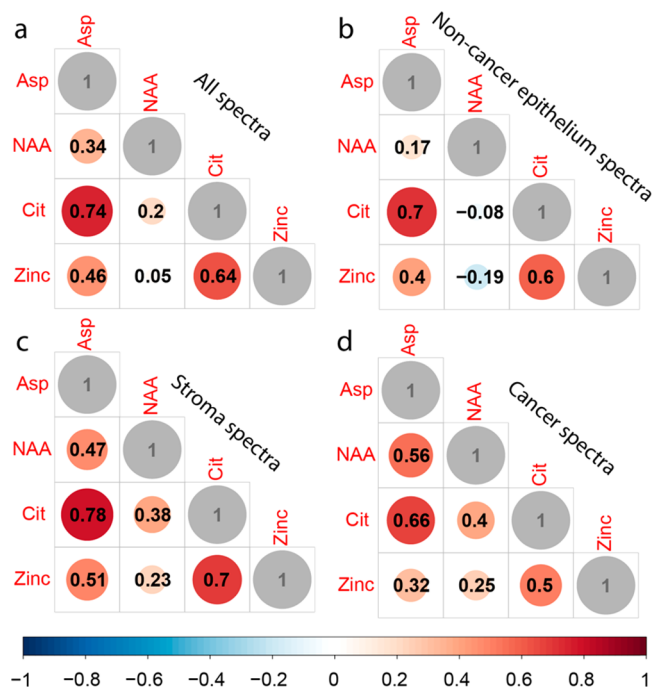 a
Asp
Asp
1
NAA
All spectra
NAA
0.34
1
Cit
Cit
0.74
0.2
1
Zinc
Zinc
0.46
0.05
0.64
1
b
Asp
Non-cancer epithelium spectra
Asp
1
NAA
NAA
0.17
1
Cit
Cit
0.7
−0.08
1
Zinc
Zinc
0.4
−0.19
0.6
1
c
Asp
Asp
1
NAA
Stroma spectra
NAA
0.47
1
Cit
Cit
0.78
0.38
1
Zinc
Zinc
0.51
0.23
0.7
1
d
Asp
Asp
1
NAA
Cancer spectra
NAA
0.56
1
Cit
Cit
0.66
0.4
1
Zinc
Zinc
0.32
0.25
0.5
1
−1 −0.8 −0.6 −0.4 −0.2 0 0.2 0.4 0.6 0.8 1